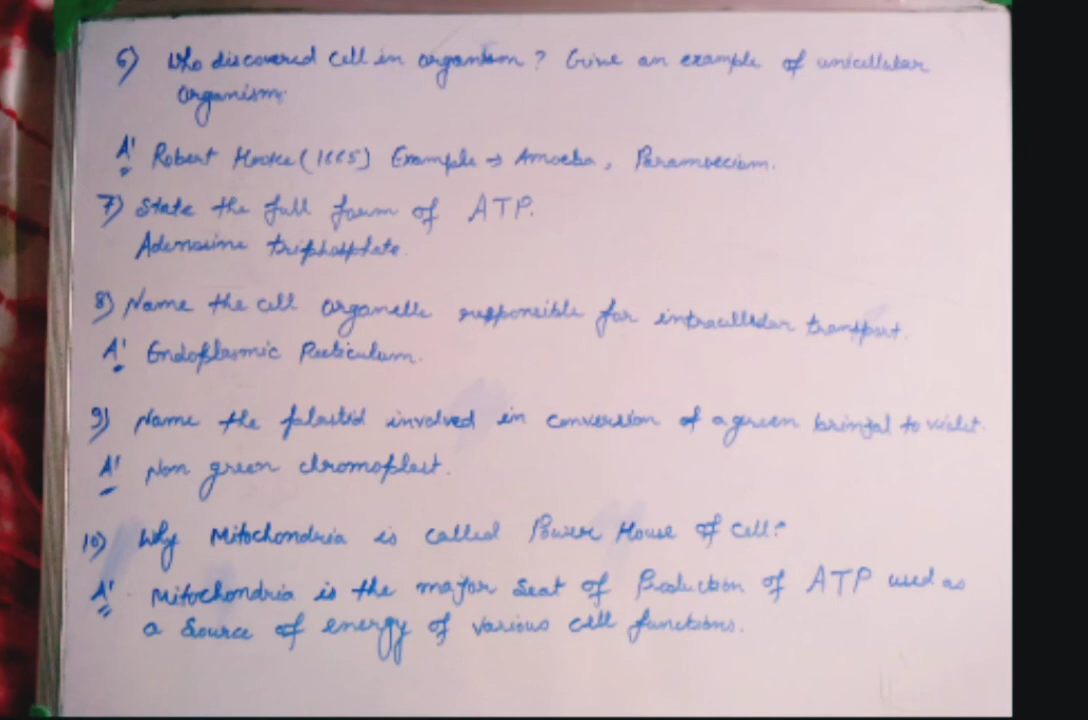 6) Who discovered cell in organism ? Give an example of unicellular
organism.
A' Robert Hooke (1665) Example → Amoeba, Paramoecium.
7) State the full form of ATP.
Adenosine triphosphate.
8) Name the cell organelle responsible for intracellular transport.
A' Endoplasmic Reticulum.
9) Name the plastid involved in conversion of a green brinjal to violet.
A' Non green chromoplast.
10) Why Mitochondria is called Power House of cell?
A' Mitochondria is the major seat of Production of ATP used as
a source of energy of various cell functions.